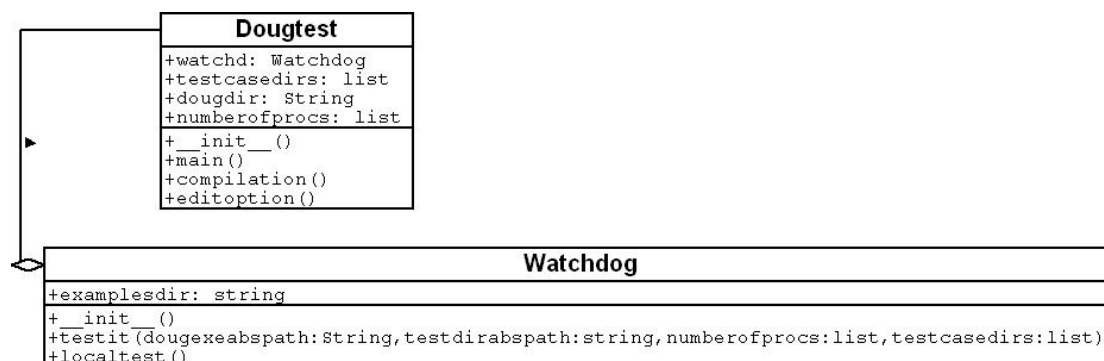 Dougtest
+watchd: Watchdog
+testcasedirs: list
+dougdir: String
+numberofprocs: list
+__init__()
+main()
+compilation()
+editoption()
Watchdog
+examplesdir: string
+__init__()
+testit(dougexeabspath:String,testdirabspath:string,numberofprocs:list,testcasedirs:list)
+localtest()